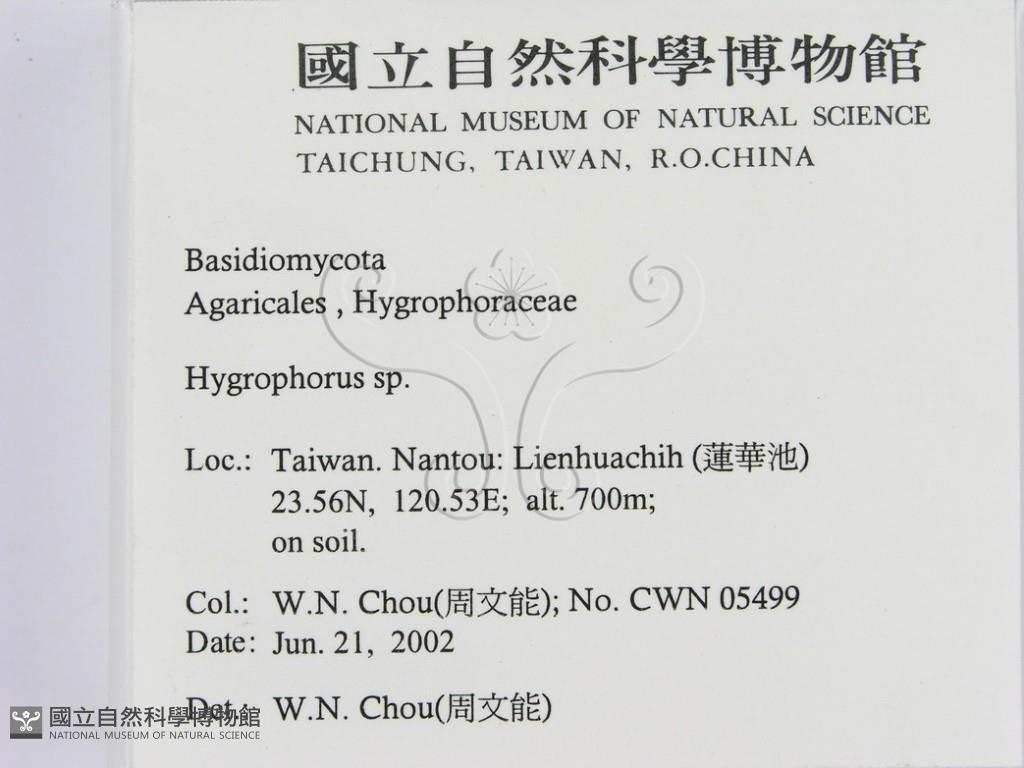 國立自然科學博物館
NATIONAL MUSEUM OF NATURAL SCIENCE
TAICHUNG, TAIWAN, R.O.CHINA
Basidiomycota
Agaricales , Hygrophoraceae
Hygrophorus sp.
Loc.: Taiwan. Nantou: Lienhuachih (蓮華池)
23.56N, 120.53E; alt. 700m;
on soil.
Col.: W.N. Chou(周文能); No. CWN 05499
Date: Jun. 21, 2002
Det.: W.N. Chou(周文能)
國立自然科學博物館
NATIONAL MUSEUM OF NATURAL SCIENCE